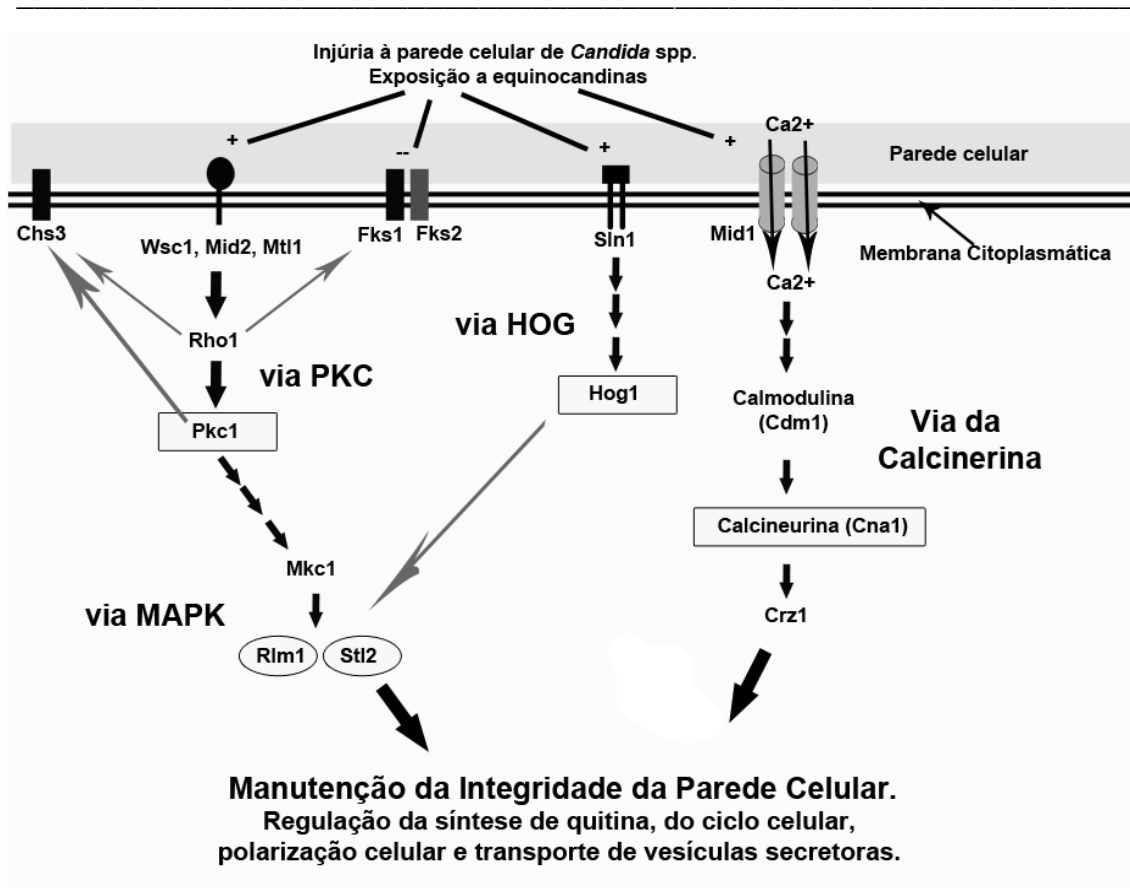 Injúria à parede celular de Candida spp.
Exposição a equinocandinas
+
--
+
+
Ca2+
Parede celular
Chs3
Wsc1, Mid2, Mtl1
Fks1
Fks2
Sln1
Mid1
Ca2+
Membrana Citoplasmática
Rho1
via PKC
via HOG
Pkc1
Hog1
Calmodulina
(Cdm1)
Via da
Calcinerina
Calcineurina (Cna1)
Mkc1
Crz1
via MAPK
Rlm1
Stl2
Manutenção da Integridade da Parede Celular.
Regulação da síntese de quitina, do ciclo celular,
polarização celular e transporte de vesículas secretoras.